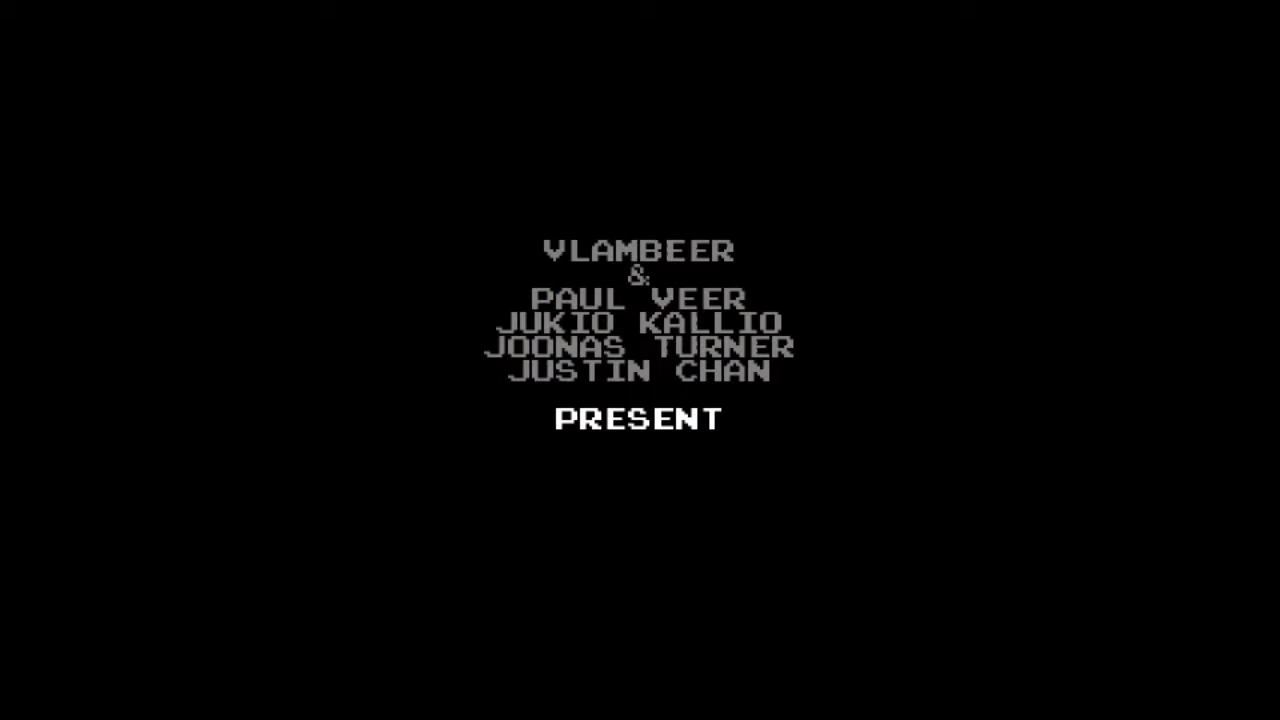 VLAMBEER
&
PAUL VEER
JUKIO KALLIO
JOONAS TURNER
JUSTIN CHAN
PRESENT